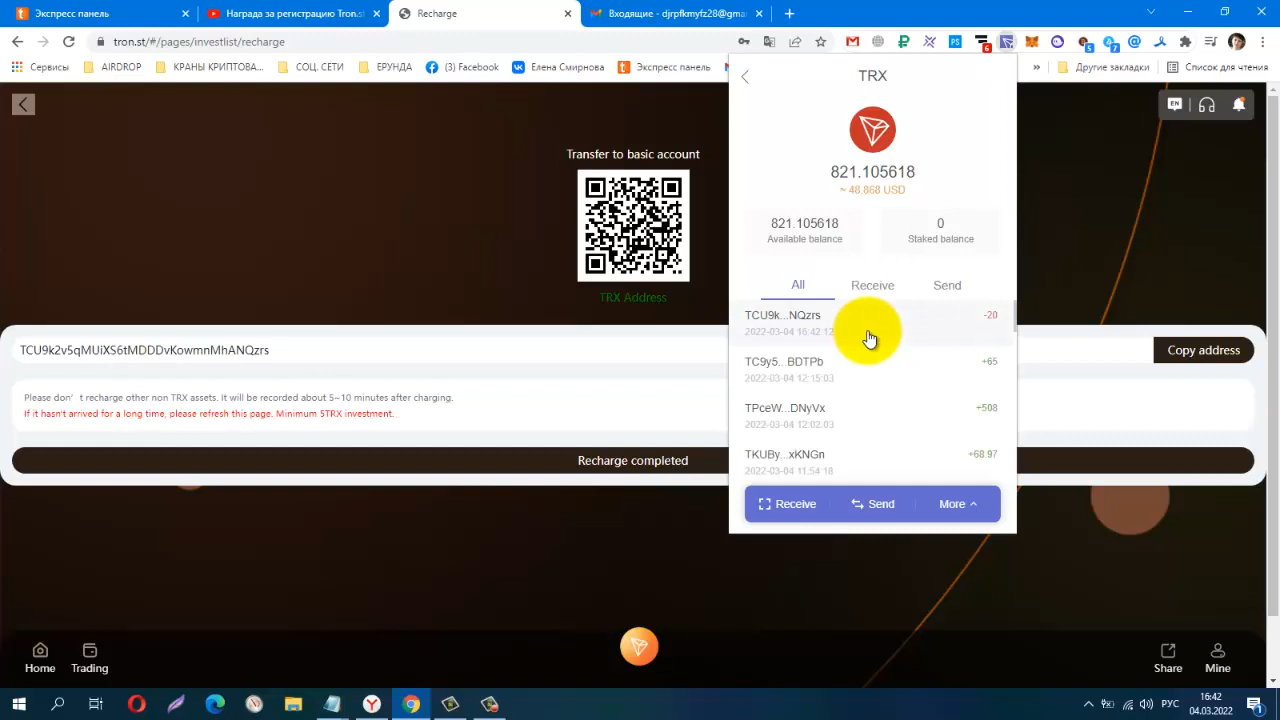 Экспресс панель
Награда за регистрацию Tron.st
Recharge
Входящие - djrpfkmyfz28@gma
tron.st/#/pages/investlist/recharge
Сервисы
AIRDROP
КРАНЫ КРИПТОВА...
СОЦ. СЕТИ
ЕРУНДА
(3) Facebook
Елена Смирнова
Экспресс панель
»
Другие закладки
Список для чтения
EN
Transfer to basic account
TRX Address
TCU9k2v5qMUiXS6tMDDDvKowmnMhANQzrs
Copy address
Please don't recharge other non TRX assets. It will be recorded about 5~10 minutes after charging.
If it hasn't arrived for a long time, please refresh this page. Minimum 5TRX investment.
Recharge completed
TRX
821.105618
≈ 48.868 USD
821.105618
Available balance
0
Staked balance
All
Receive
Send
TCU9k...NQzrs
-20
2022-03-04 16:42:12
TC9y5...BDTPb
+65
2022-03-04 12:15:03
TPceW...DNyVx
+508
2022-03-04 12:02:03
TKUBy...xKNGn
+68.97
2022-03-04 11:54:18
Receive
Send
More
Home
Trading
Share
Mine
РУС
16:42
04.03.2022